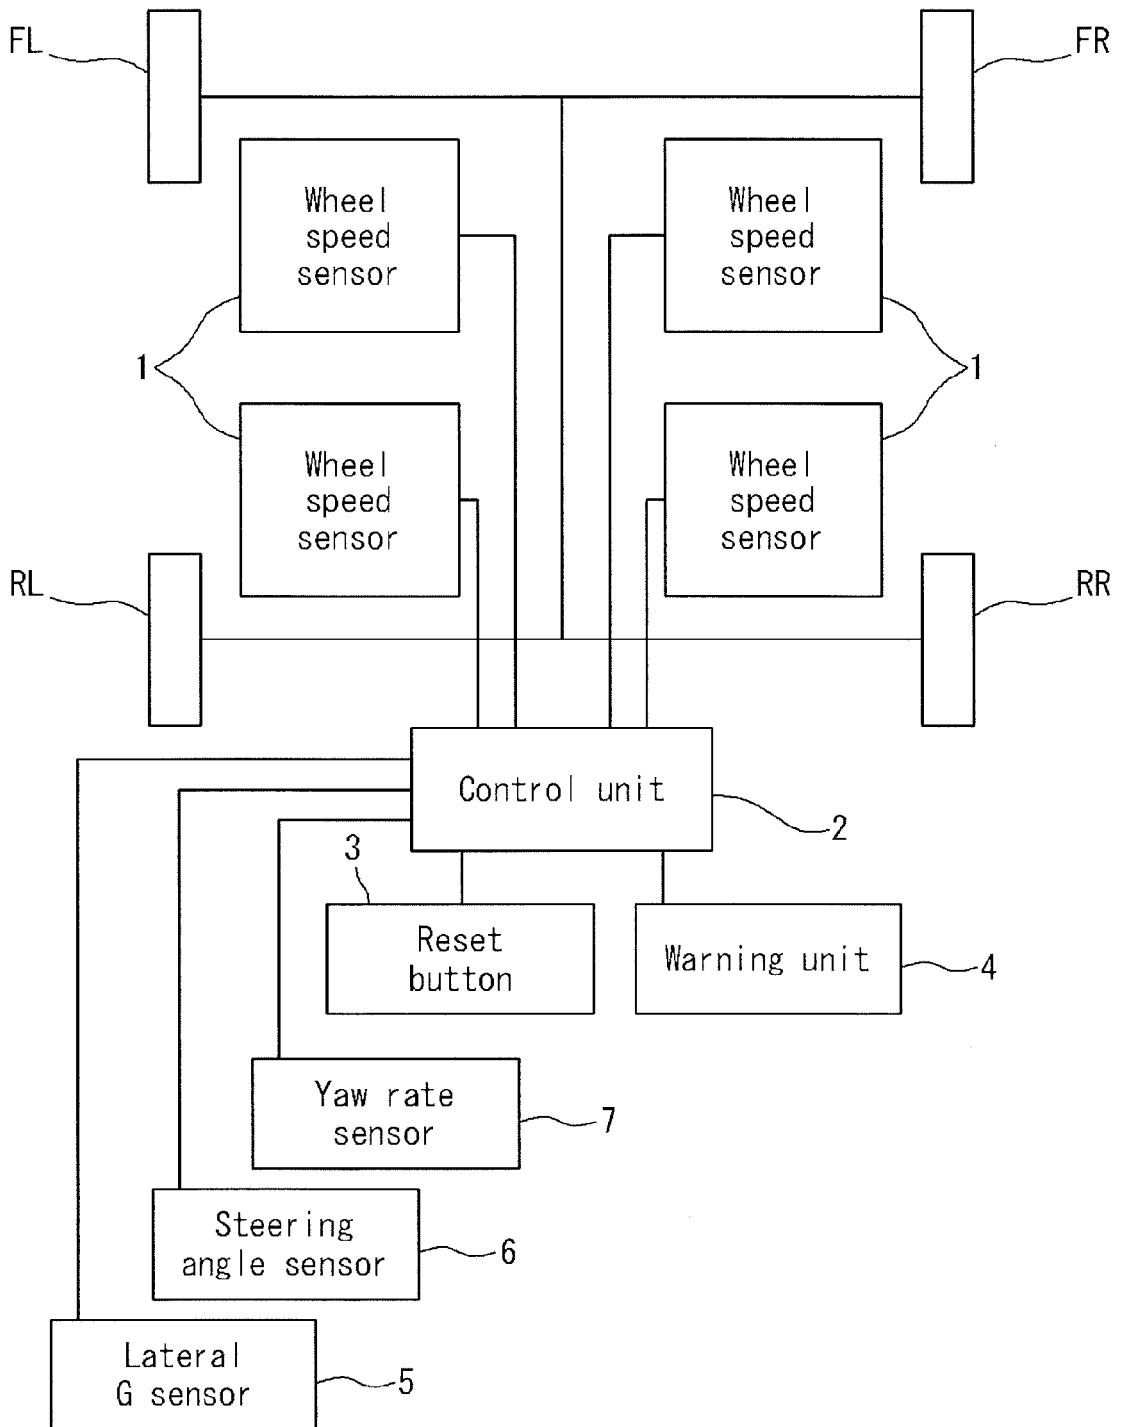 FL
FR
Wheel
speed
sensor
Wheel
speed
sensor
1
1
Wheel
speed
sensor
Wheel
speed
sensor
RL
RR
Control unit
2
3
Reset
button
Warning unit
4
Yaw rate
sensor
7
Steering
angle sensor
6
Lateral
G sensor
5